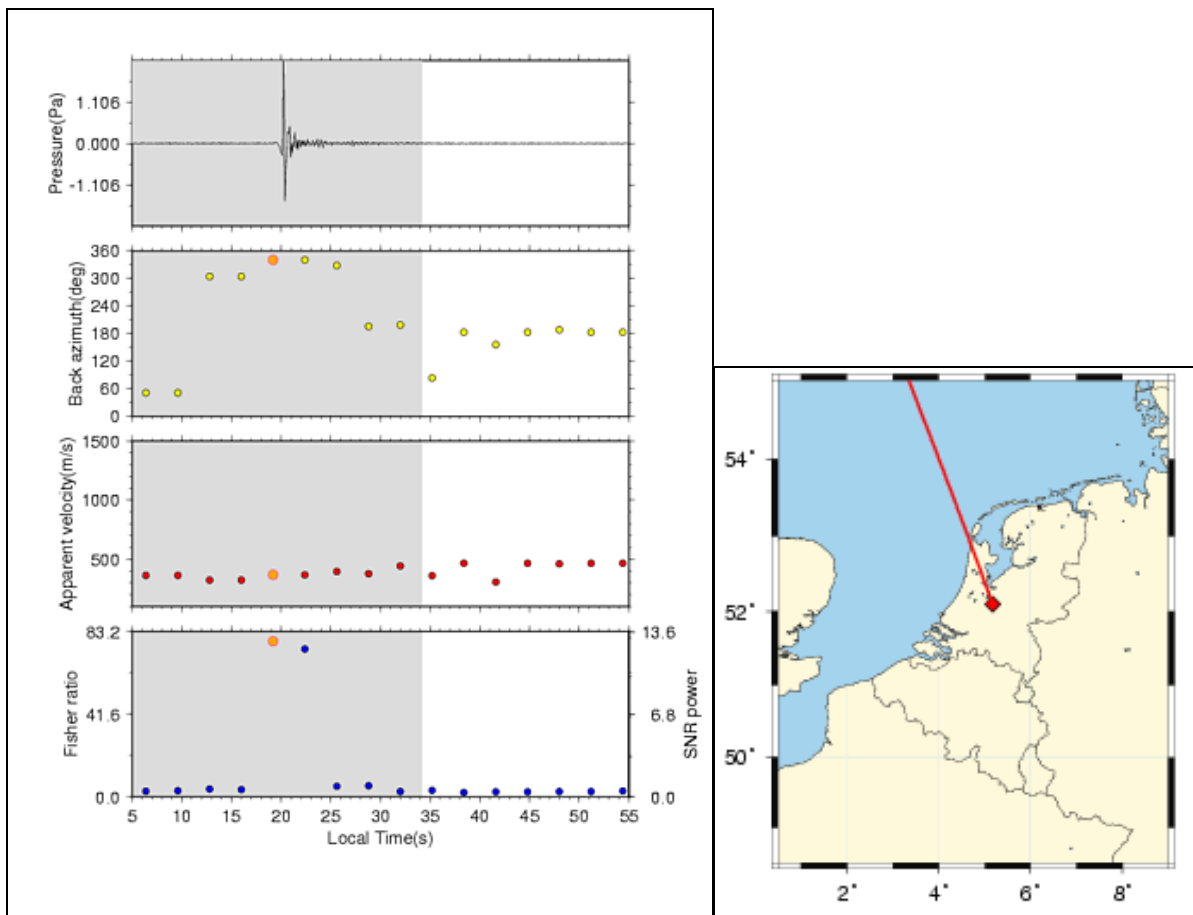 Pressure(Pa)
1.106
0.000
-1.106
Back azimuth(deg)
360
300
240
180
120
60
0
Apparent velocity(m/s)
1500
1000
500
Fisher ratio
83.2
41.6
0.0
13.6
6.8
0.0
SNR power
5 10 15 20 25 30 35 40 45 50 55
Local Time(s)
54°
52°
50°
2° 4° 6° 8°